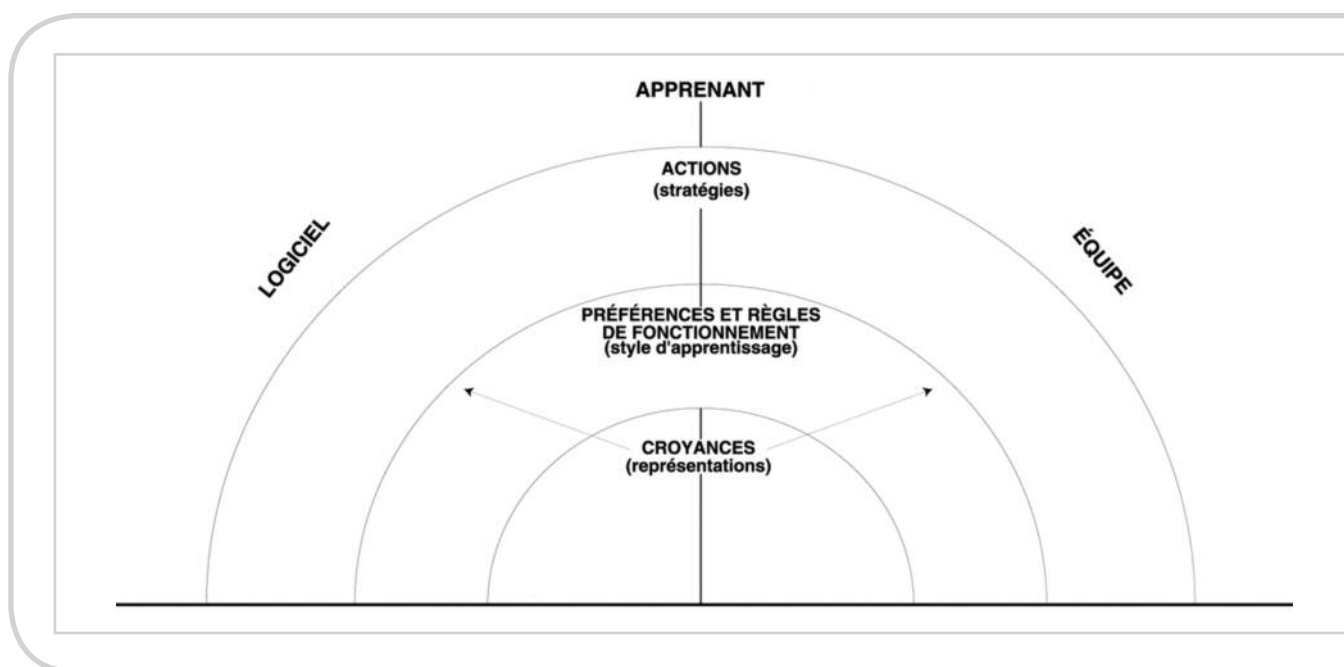 APPRENANT
ACTIONS
(stratégies)
LOGICIEL
ÉQUIPE
PRÉFÉRENCES ET RÈGLES
DE FONCTIONNEMENT
(style d'apprentissage)
CROYANCES
(représentations)